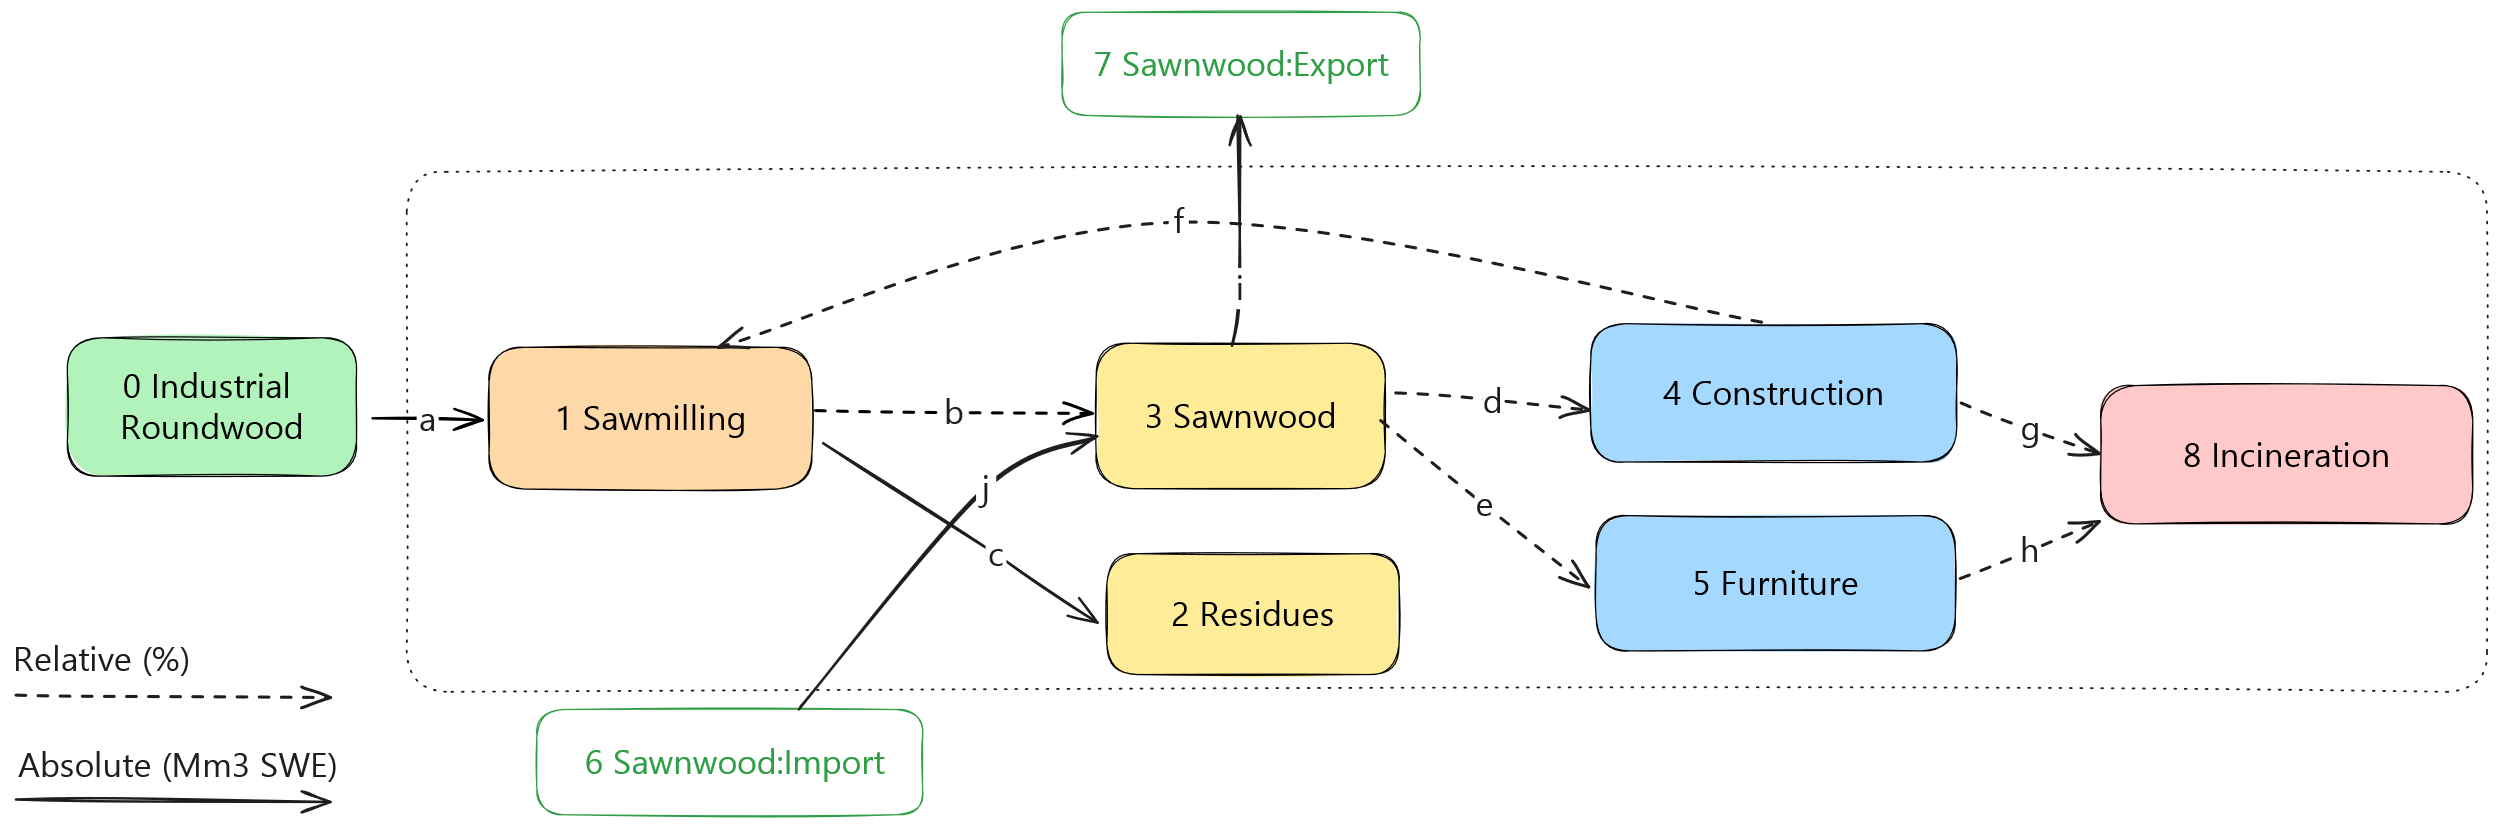 7 Sawnwood:Export
f
i
0 Industrial
Roundwood
a
1 Sawmilling
b
3 Sawnwood
d
4 Construction
g
8 Incineration
j
e
c
h
5 Furniture
2 Residues
Relative (%)
6 Sawnwood:Import
Absolute (Mm3 SWE)